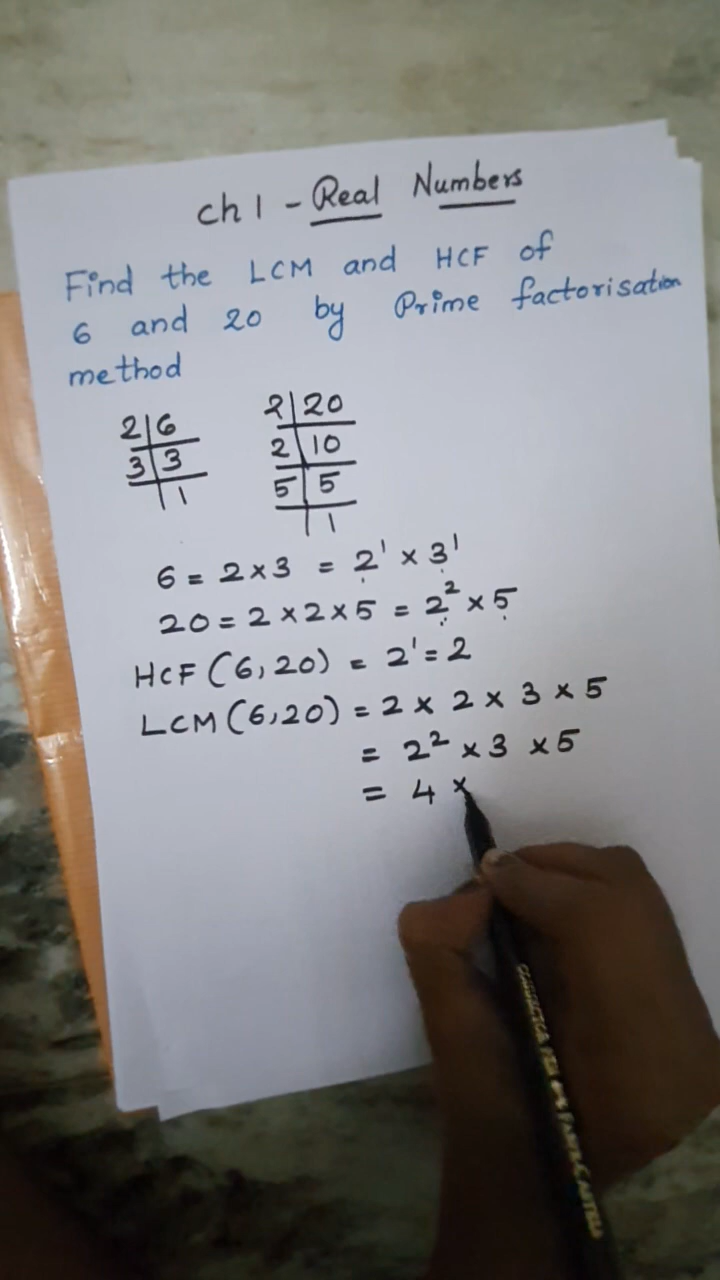 Ch 1 - Real Numbers
Find the LCM and HCF of
6 and 20 by Prime factorisation
method
2 | 6
3 | 3
1
2 | 20
2 | 10
5 | 5
1
6 = 2 × 3 = 2¹ × 3¹
20 = 2 × 2 × 5 = 2² × 5
HCF (6, 20) = 2¹ = 2
LCM (6,20) = 2 × 2 × 3 × 5
= 2² × 3 × 5
= 4 ×